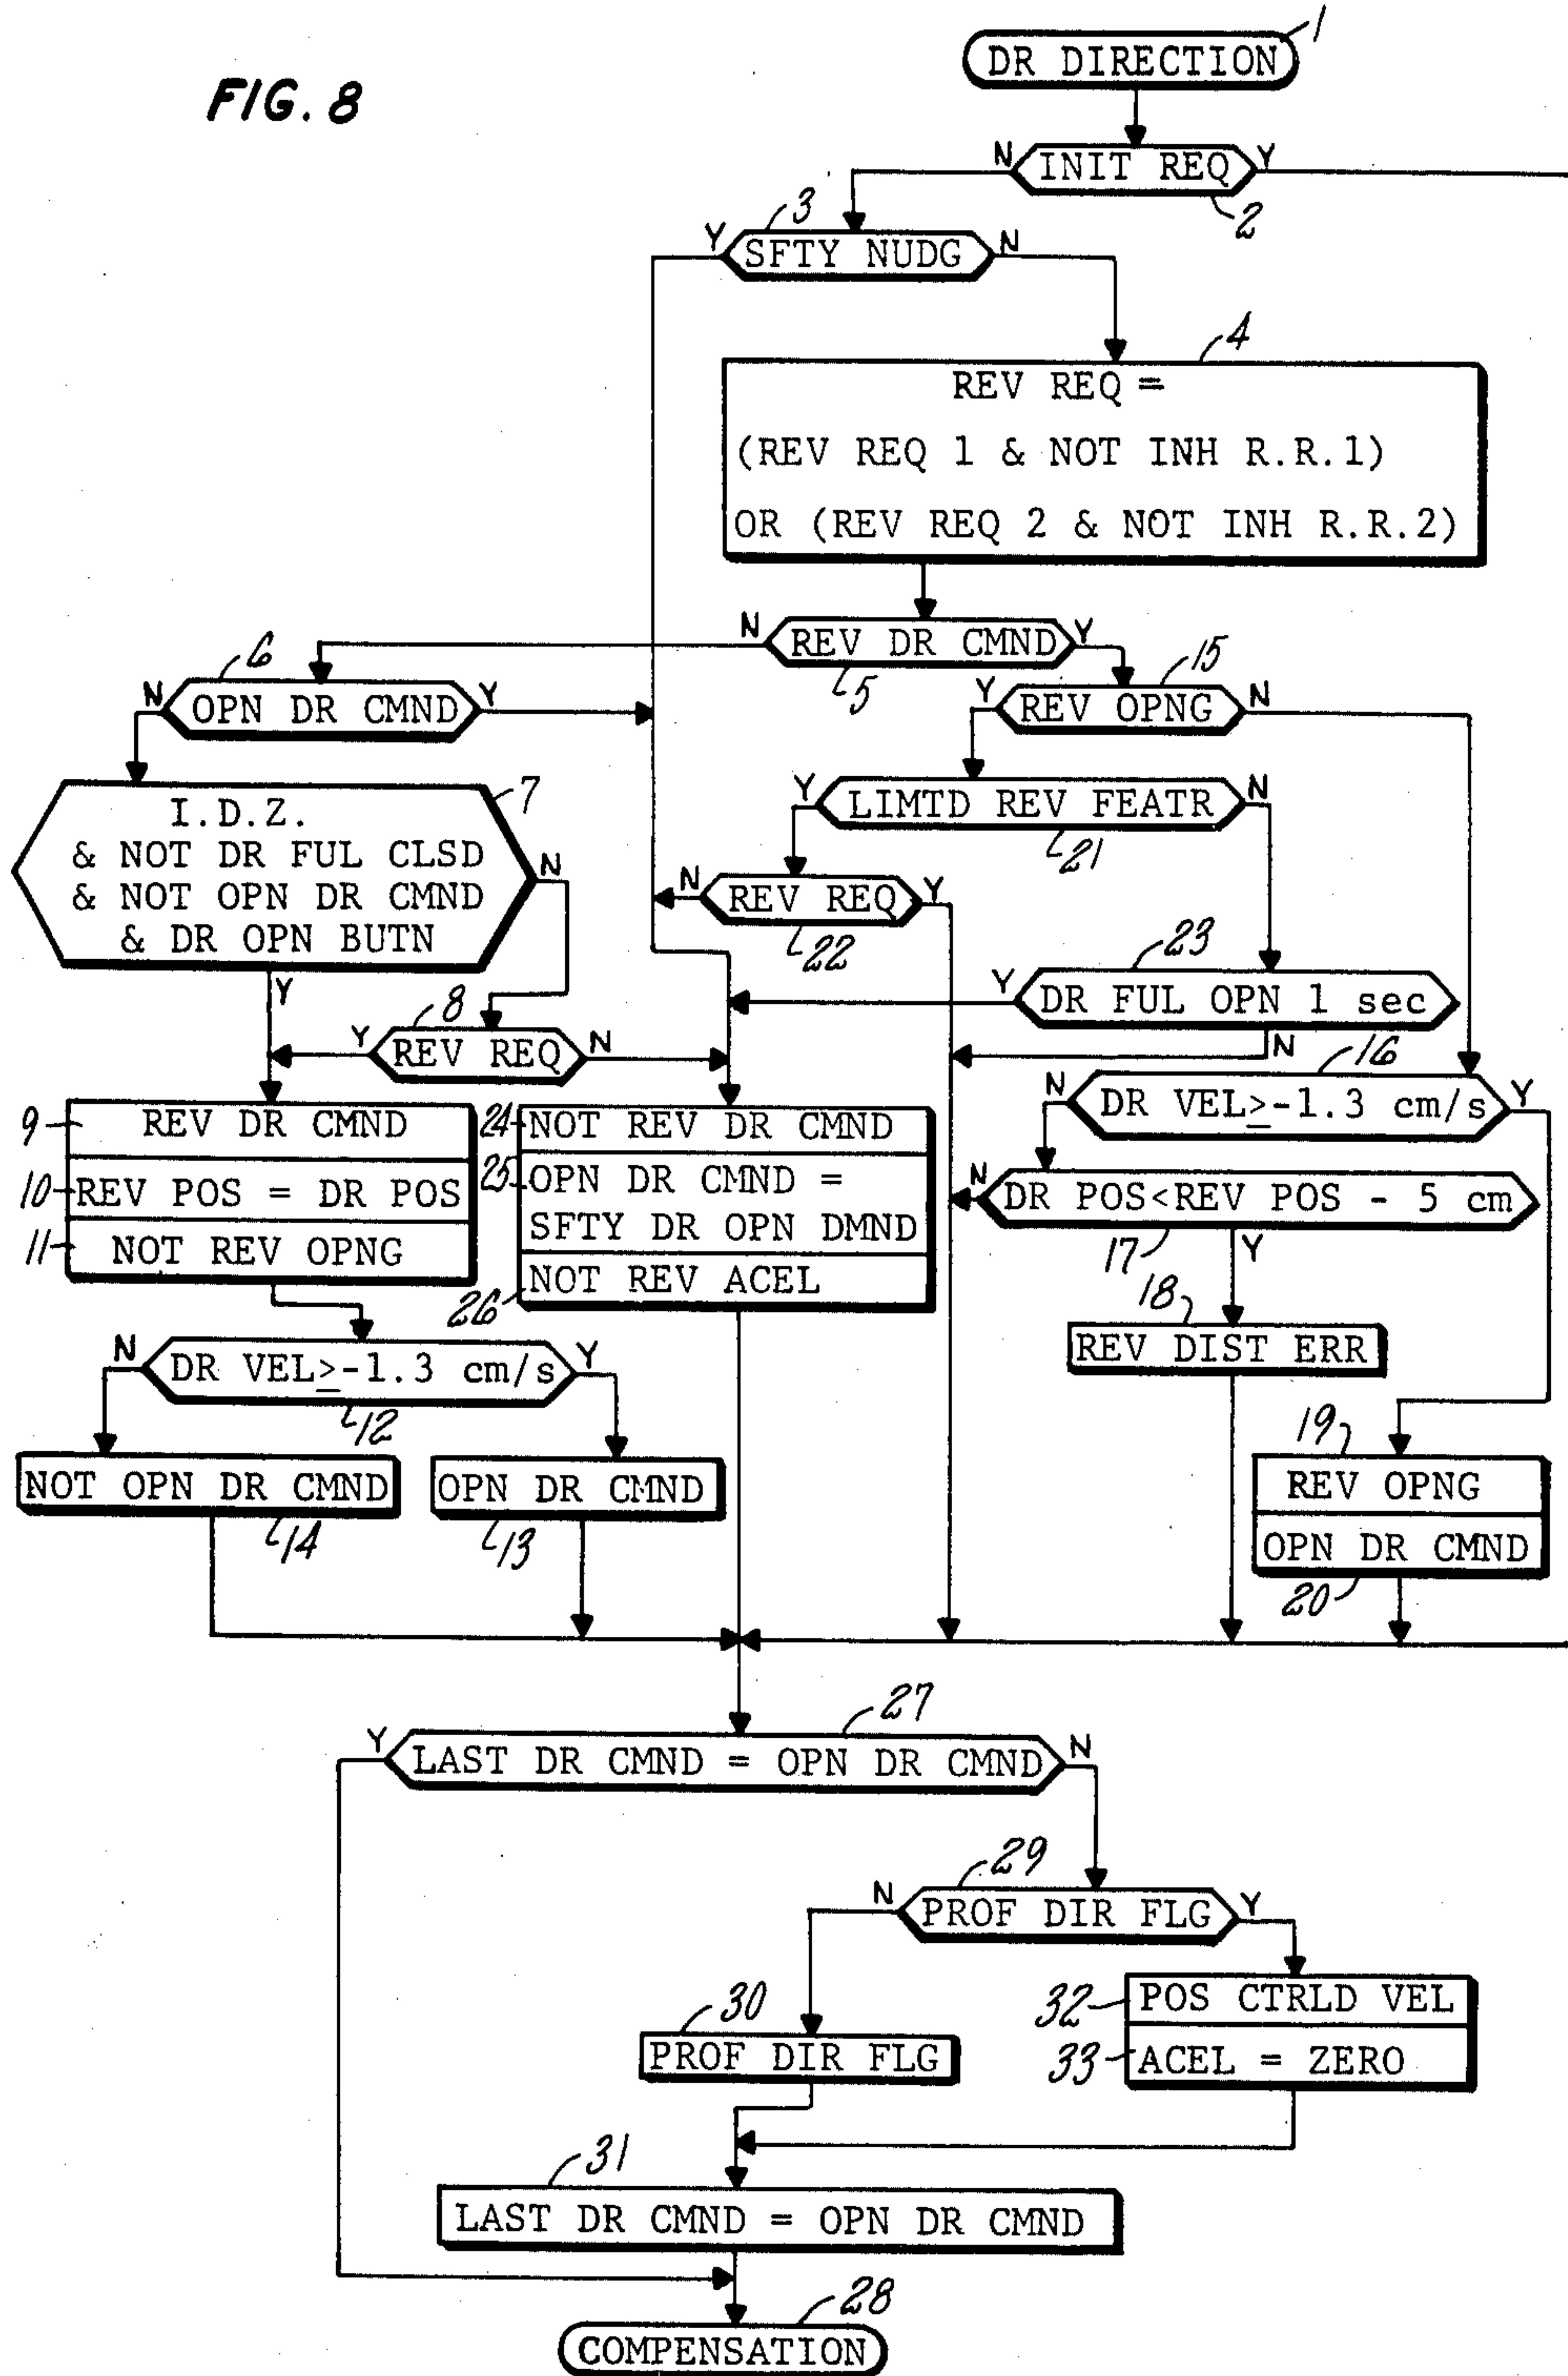 FIG. 8
1
DR DIRECTION
N INIT REQ Y
2
3
Y SFTY NUDG N
4
REV REQ =
(REV REQ 1 & NOT INH R.R.1)
OR (REV REQ 2 & NOT INH R.R.2)
N REV DR CMND Y
5
6
N OPN DR CMND Y
15
Y REV OPNG N
7
I.D.Z.
& NOT DR FUL CLSD
& NOT OPN DR CMND
& DR OPN BUTN
N
Y
Y LIMTD REV FEATR N
21
N REV REQ Y
22
23
Y DR FUL OPN 1 sec
N
8
Y REV REQ N
16
N DR VEL≥-1.3 cm/s Y
9 REV DR CMND
10 REV POS = DR POS
11 NOT REV OPNG
24 NOT REV DR CMND
25 OPN DR CMND =
SFTY DR OPN DMND
26 NOT REV ACEL
N DR POS<REV POS - 5 cm
17 Y
18
REV DIST ERR
N DR VEL≥-1.3 cm/s Y
12
NOT OPN DR CMND
14
OPN DR CMND
13
19
REV OPNG
OPN DR CMND
20
27
Y LAST DR CMND = OPN DR CMND N
29
N PROF DIR FLG Y
30
PROF DIR FLG
32 POS CTRLD VEL
33 ACEL = ZERO
31
LAST DR CMND = OPN DR CMND
28
COMPENSATION